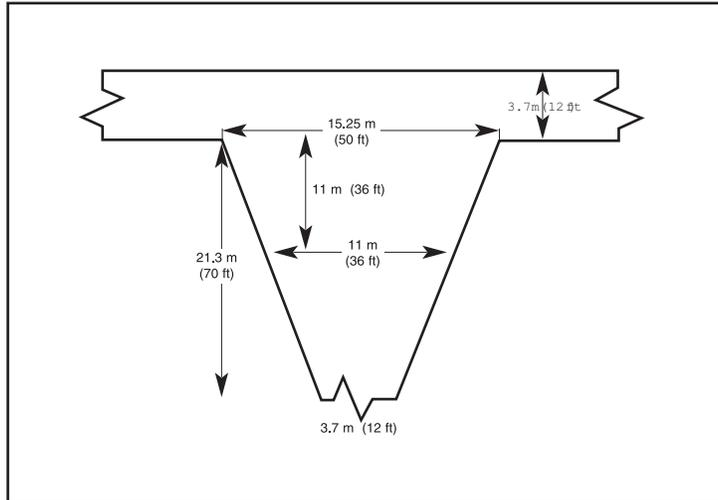 3.7m(12 ft
15.25 m
(50 ft)
11 m (36 ft)
11 m
(36 ft)
21.3 m
(70 ft)
3.7 m (12 ft)